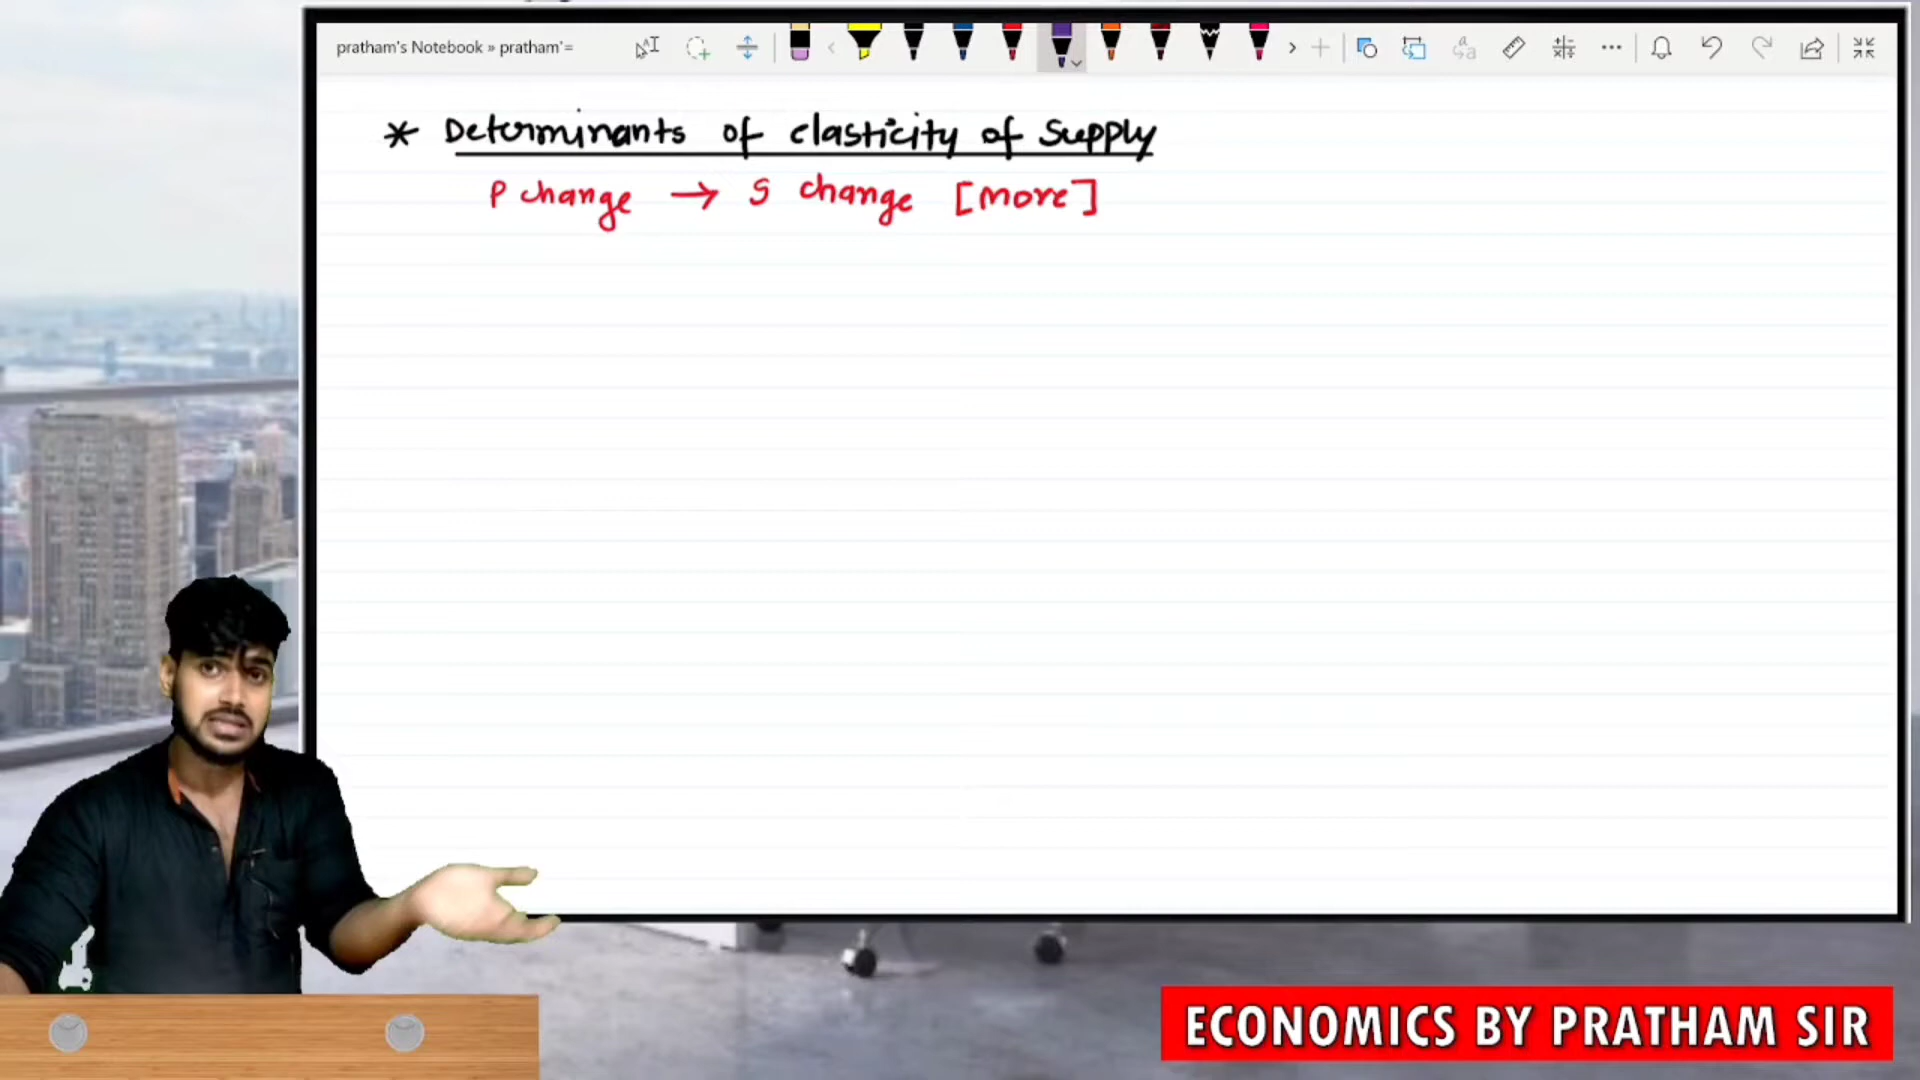 pratham's Notebook » pratham'=
* Determinants of elasticity of Supply
P change → S change [more]
ECONOMICS BY PRATHAM SIR